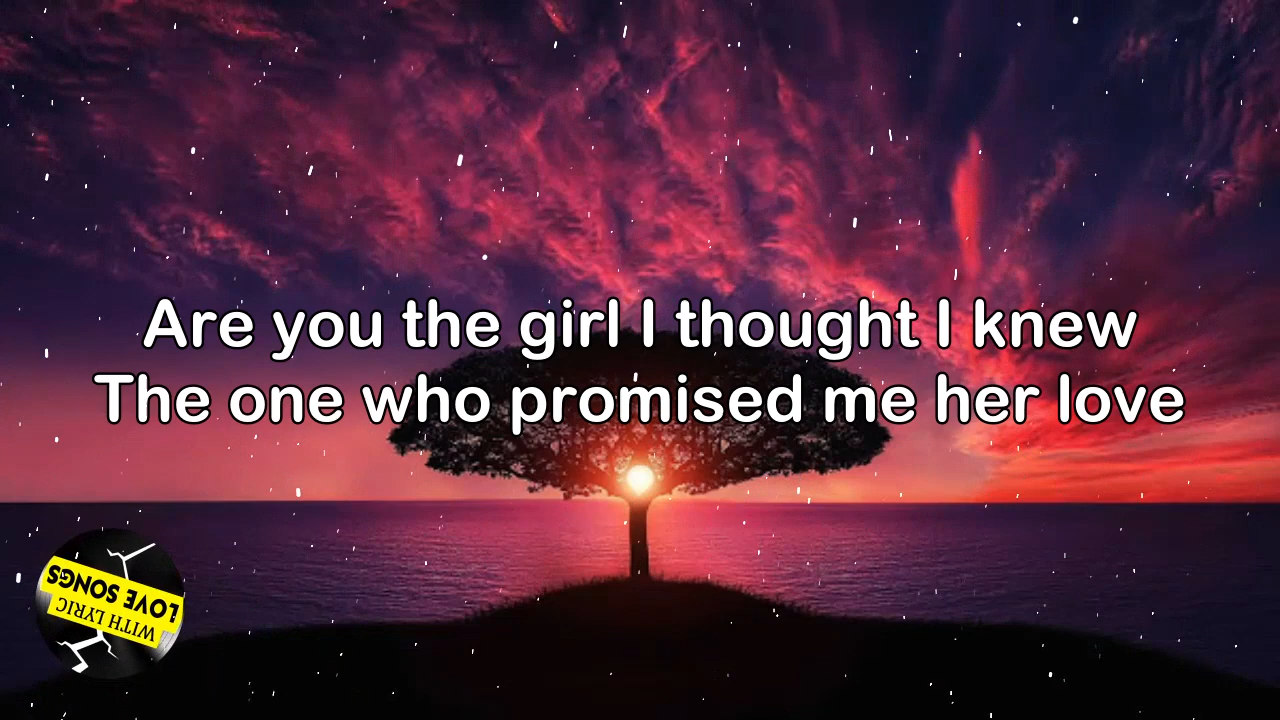 Are you the girl I thought I knew
The one who promised me her love
LOVE SONGS
WITH LYRIC